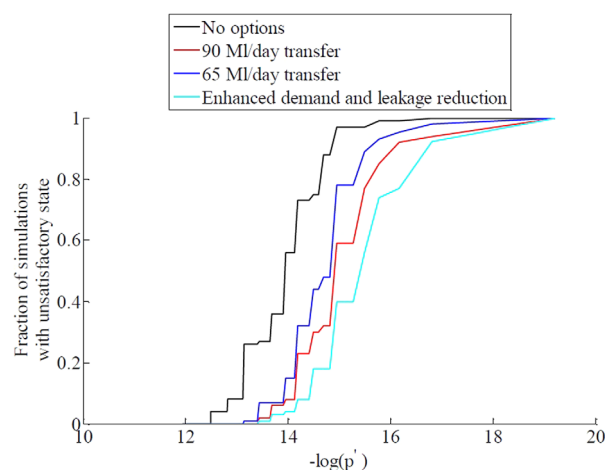 No options
90 Ml/day transfer
65 Ml/day transfer
Enhanced demand and leakage reduction
Fraction of simulations
with unsatisfactory state
1
0.8
0.6
0.4
0.2
0
10 12 14 16 18 20
-log(p')